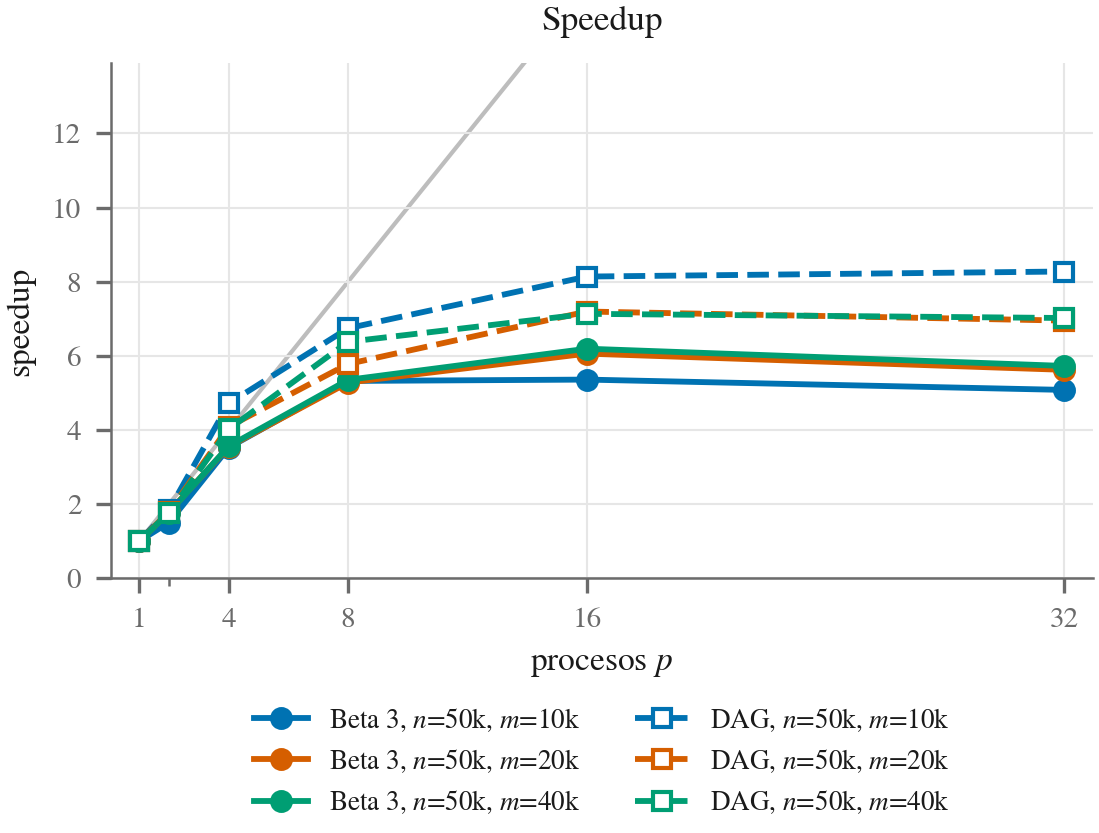 Speedup
12
10
8
6
4
2
0
speedup
1 4 8 16 32
procesos p
Beta 3, n=50k, m=10k
Beta 3, n=50k, m=20k
Beta 3, n=50k, m=40k
DAG, n=50k, m=10k
DAG, n=50k, m=20k
DAG, n=50k, m=40k